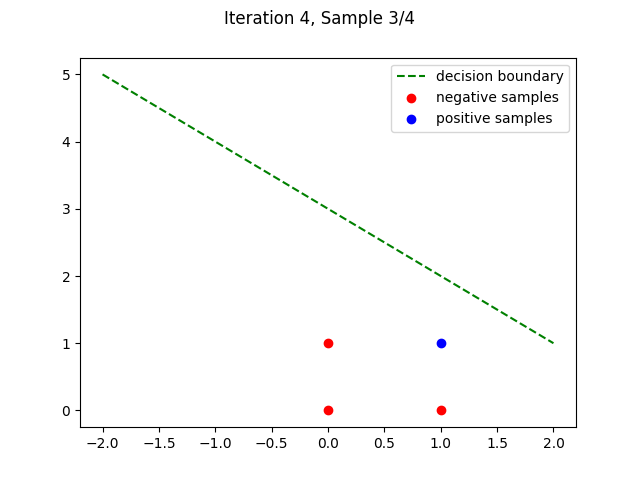 Iteration 4, Sample 3/4
decision boundary
negative samples
positive samples
5
4
3
2
1
0
−2.0 −1.5 −1.0 −0.5 0.0 0.5 1.0 1.5 2.0